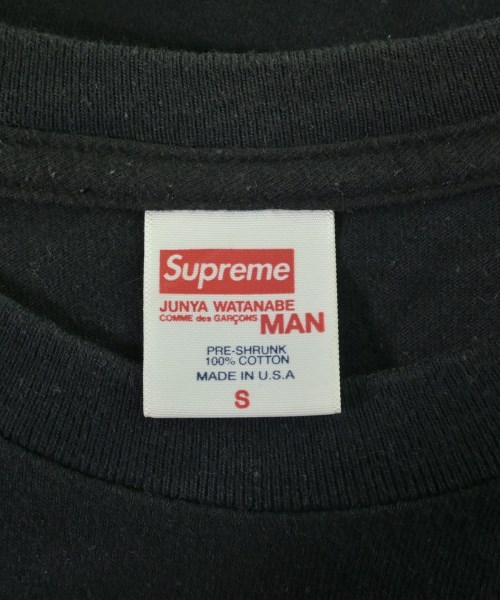 Supreme
JUNYA WATANABE
COMME des GARÇONS MAN
PRE-SHRUNK
100% COTTON
MADE IN U.S.A
S